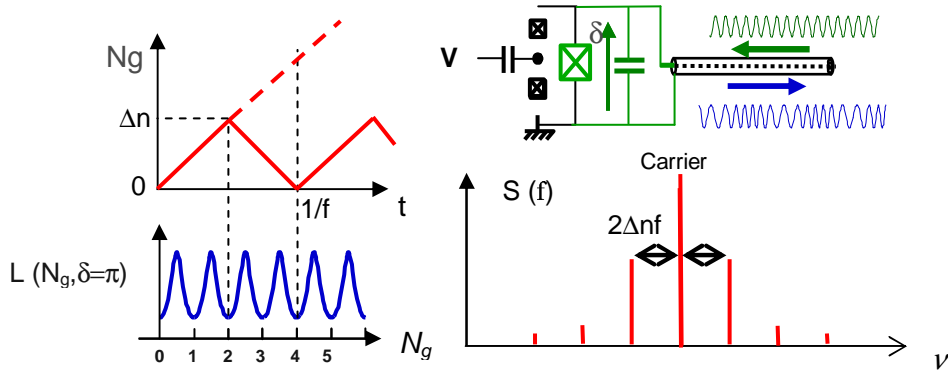 Ng
Δn
0
1/f
t
L (Ng,δ=π)
0 1 2 3 4 5
Ng
V
δ
Carrier
S (f)
2Δnf
ν